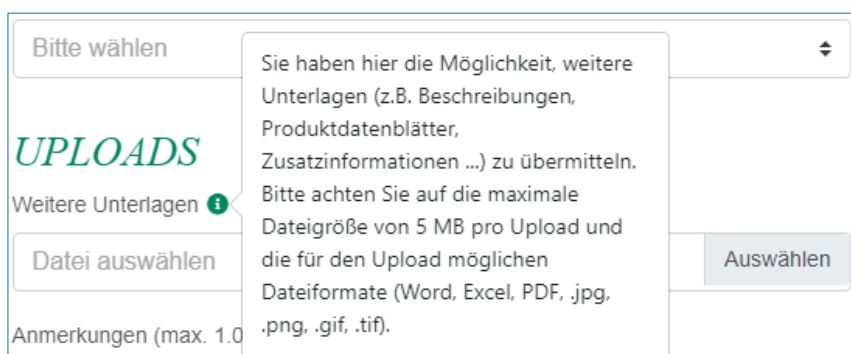 Bitte wählen
Sie haben hier die Möglichkeit, weitere
Unterlagen (z.B. Beschreibungen,
Produktdatenblätter,
Zusatzinformationen ...) zu übermitteln.
Bitte achten Sie auf die maximale
Dateigröße von 5 MB pro Upload und
die für den Upload möglichen
Dateiformate (Word, Excel, PDF, .jpg,
.png, .gif, .tif).
UPLOADS
Weitere Unterlagen
Datei auswählen
Auswählen
Anmerkungen (max. 1.0